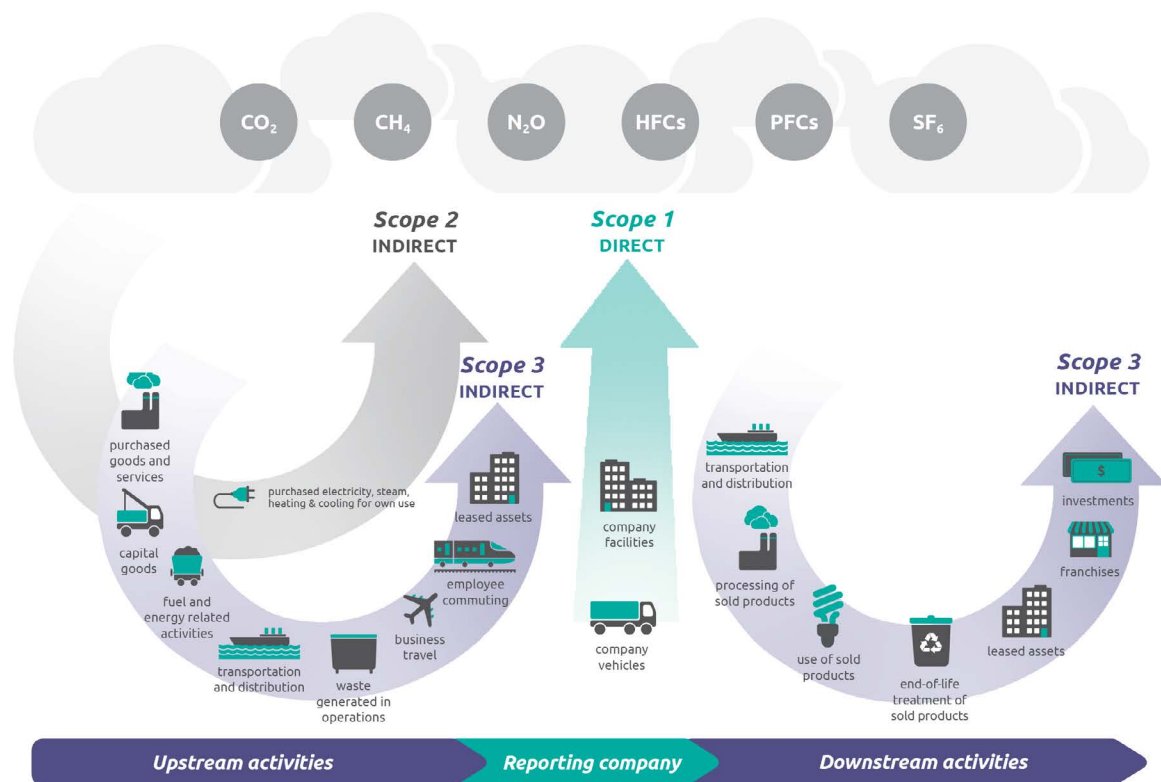 CO₂
CH₄
N₂O
HFCs
PFCs
SF₆
Scope 2
INDIRECT
Scope 1
DIRECT
Scope 3
INDIRECT
Scope 3
INDIRECT
purchased
goods and
services
capital
goods
fuel and
energy related
activities
transportation
and distribution
waste
generated in
operations
business
travel
employee
commuting
leased assets
purchased electricity, steam,
heating & cooling for own use
company
facilities
company
vehicles
transportation
and distribution
processing of
sold products
use of sold
products
end-of-life
treatment of
sold products
leased assets
franchises
$
investments
Upstream activities
Reporting company
Downstream activities